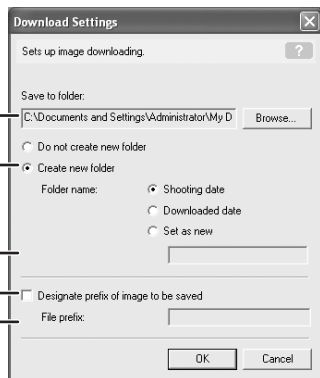 Download Settings
Sets up image downloading.
?
Save to folder:
C:\Documents and Settings\Administrator\My D
Browse...
Do not create new folder
Create new folder
Folder name:
Shooting date
Downloaded date
Set as new
Designate prefix of image to be saved
File prefix:
OK
Cancel